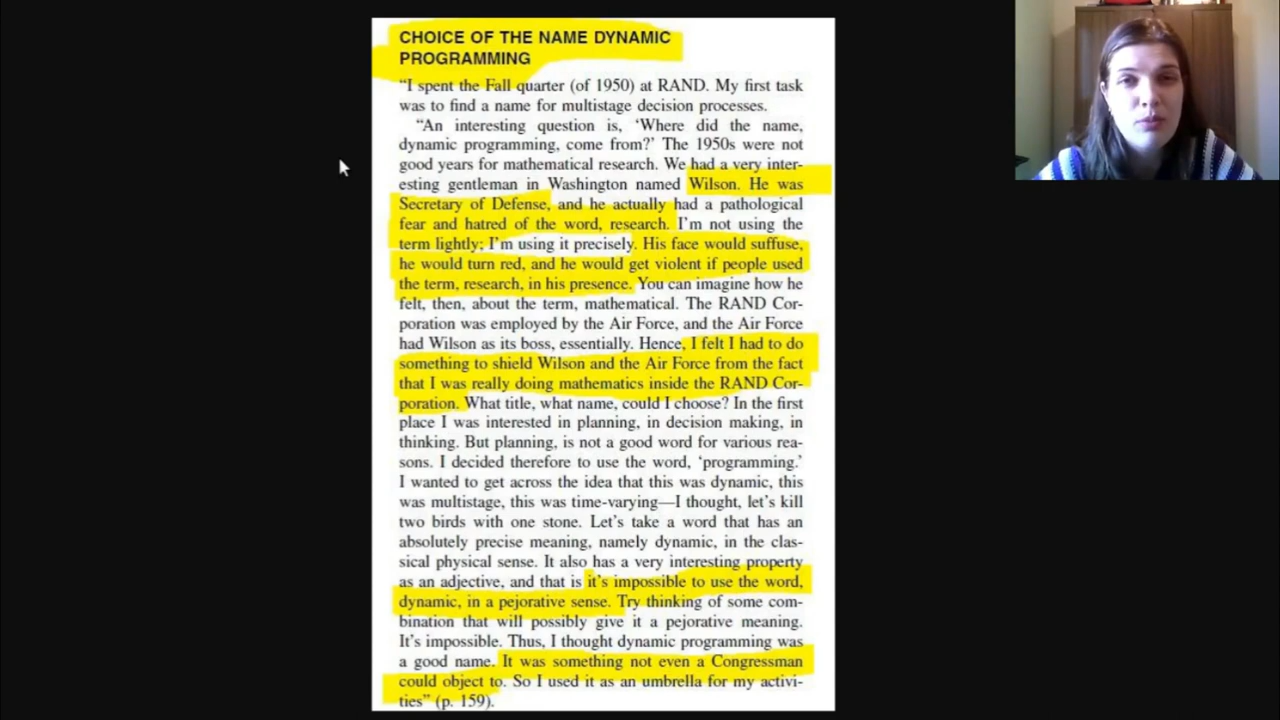 CHOICE OF THE NAME DYNAMIC
PROGRAMMING
“I spent the Fall quarter (of 1950) at RAND. My first task
was to find a name for multistage decision processes.
“An interesting question is, ‘Where did the name,
dynamic programming, come from?’ The 1950s were not
good years for mathematical research. We had a very inter-
esting gentleman in Washington named Wilson. He was
Secretary of Defense, and he actually had a pathological
fear and hatred of the word, research. I’m not using the
term lightly; I’m using it precisely. His face would suffuse,
he would turn red, and he would get violent if people used
the term, research, in his presence. You can imagine how he
felt, then, about the term, mathematical. The RAND Cor-
poration was employed by the Air Force, and the Air Force
had Wilson as its boss, essentially. Hence, I felt I had to do
something to shield Wilson and the Air Force from the fact
that I was really doing mathematics inside the RAND Cor-
poration. What title, what name, could I choose? In the first
place I was interested in planning, in decision making, in
thinking. But planning, is not a good word for various rea-
sons. I decided therefore to use the word, ‘programming.’
I wanted to get across the idea that this was dynamic, this
was multistage, this was time-varying—I thought, let’s kill
two birds with one stone. Let’s take a word that has an
absolutely precise meaning, namely dynamic, in the clas-
sical physical sense. It also has a very interesting property
as an adjective, and that is it’s impossible to use the word,
dynamic, in a pejorative sense. Try thinking of some com-
bination that will possibly give it a pejorative meaning.
It’s impossible. Thus, I thought dynamic programming was
a good name. It was something not even a Congressman
could object to. So I used it as an umbrella for my activi-
ties” (p. 159).